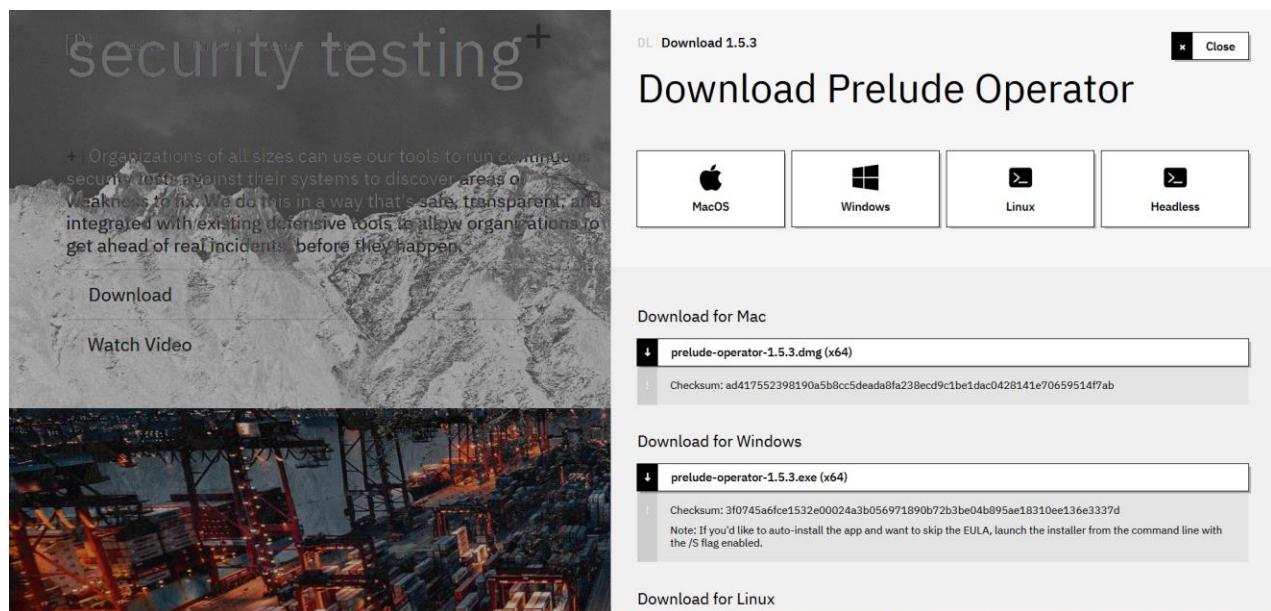 security testing+
+ Organizations of all sizes can use our tools to run continuous
security tests against their systems to discover areas of
weakness to fix. We do this in a way that's safe, transparent, and
integrated with existing defensive tools to allow organizations to
get ahead of real incidents, before they happen.
Download
Watch Video
DL Download 1.5.3
× Close
Download Prelude Operator
MacOS
Windows
Linux
Headless
Download for Mac
↓ prelude-operator-1.5.3.dmg (x64)
! Checksum: ad417552398190a5b8cc5deada8fa238ecd9c1be1dac0428141e70659514f7ab
Download for Windows
↓ prelude-operator-1.5.3.exe (x64)
! Checksum: 3f0745a6fce1532e00024a3b056971890b72b3be04b895ae18310ee136e3337d
Note: If you'd like to auto-install the app and want to skip the EULA, launch the installer from the command line with
the /S flag enabled.
Download for Linux